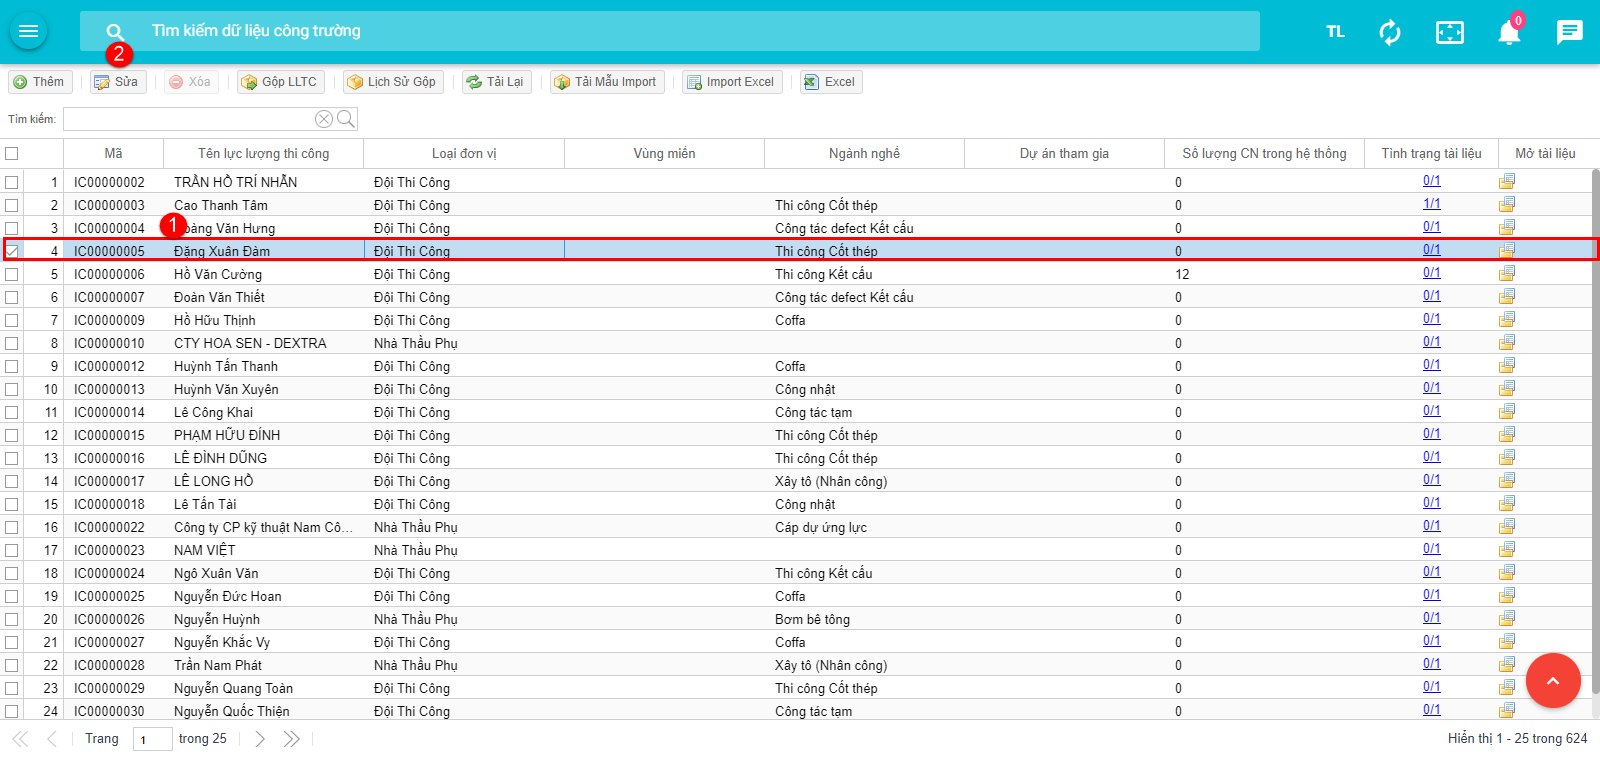 Tìm kiếm dữ liệu công trường TL 0
2
Thêm Sửa Xóa Gộp LLTC Lịch Sử Gộp Tải Lại Tải Mẫu Import Import Excel Excel
Tìm kiếm:
Mã Tên lực lượng thi công Loại đơn vị Vùng miền Ngành nghề Dự án tham gia Số lượng CN trong hệ thống Tình trạng tài liệu Mở tài liệu
1 IC00000002 TRẦN HỒ TRÍ NHẪN Đội Thi Công 0 0/1
2 IC00000003 Cao Thanh Tâm Đội Thi Công Thi công Cốt thép 0 1/1
1
3 IC00000004 oàng Văn Hưng Đội Thi Công Công tác defect Kết cấu 0 0/1
4 IC00000005 Đặng Xuân Đàm Đội Thi Công Thi công Cốt thép 0 0/1
5 IC00000006 Hồ Văn Cường Đội Thi Công Thi công Kết cấu 12 0/1
6 IC00000007 Đoàn Văn Thiết Đội Thi Công Công tác defect Kết cấu 0 0/1
7 IC00000009 Hồ Hữu Thịnh Đội Thi Công Coffa 0 0/1
8 IC00000010 CTY HOA SEN - DEXTRA Nhà Thầu Phụ 0 0/1
9 IC00000012 Huỳnh Tấn Thanh Đội Thi Công Coffa 0 0/1
10 IC00000013 Huỳnh Văn Xuyên Đội Thi Công Công nhật 0 0/1
11 IC00000014 Lê Công Khai Đội Thi Công Công tác tạm 0 0/1
12 IC00000015 PHẠM HỮU ĐÍNH Đội Thi Công Thi công Cốt thép 0 0/1
13 IC00000016 LÊ ĐÌNH DŨNG Đội Thi Công Thi công Cốt thép 0 0/1
14 IC00000017 LÊ LONG HỒ Đội Thi Công Xây tô (Nhân công) 0 0/1
15 IC00000018 Lê Tấn Tài Đội Thi Công Công nhật 0 0/1
16 IC00000022 Công ty CP kỹ thuật Nam Cô... Nhà Thầu Phụ Cáp dự ứng lực 0 0/1
17 IC00000023 NAM VIỆT Nhà Thầu Phụ 0 0/1
18 IC00000024 Ngô Xuân Văn Đội Thi Công Thi công Kết cấu 0 0/1
19 IC00000025 Nguyễn Đức Hoan Đội Thi Công Coffa 0 0/1
20 IC00000026 Nguyễn Huỳnh Nhà Thầu Phụ Bơm bê tông 0 0/1
21 IC00000027 Nguyễn Khắc Vy Đội Thi Công Coffa 0 0/1
22 IC00000028 Trần Nam Phát Nhà Thầu Phụ Xây tô (Nhân công) 0 0/1
23 IC00000029 Nguyễn Quang Toàn Đội Thi Công Thi công Cốt thép 0 0/1
24 IC00000030 Nguyễn Quốc Thiện Đội Thi Công Công tác tạm 0 0/1
Trang 1 trong 25 Hiển thị 1 - 25 trong 624